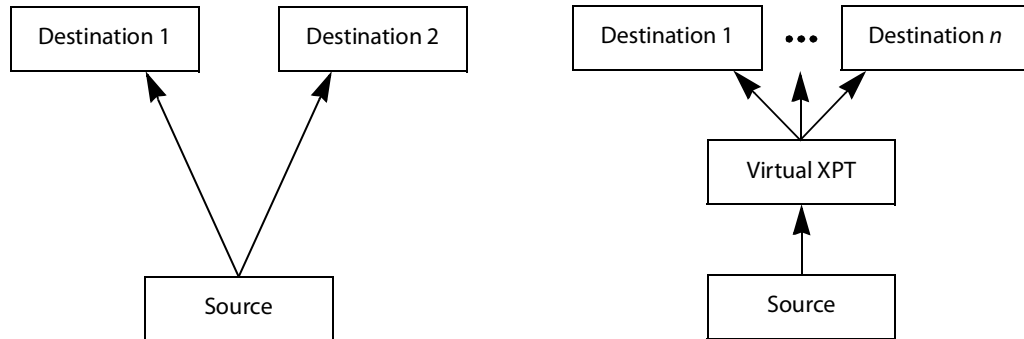 Destination 1
Destination 2
Source
Destination 1
•••
Destination n
Virtual XPT
Source